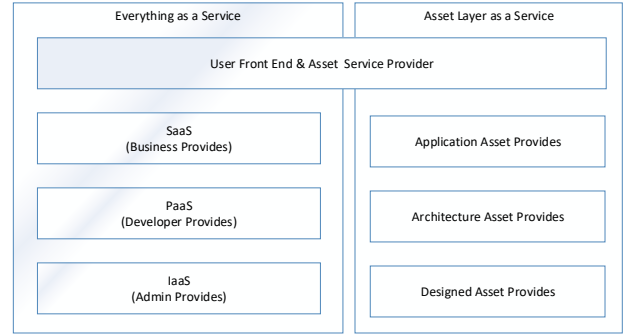 Everything as a Service
Asset Layer as a Service
User Front End & Asset Service Provider
SaaS
(Business Provides)
Application Asset Provides
PaaS
(Developer Provides)
Architecture Asset Provides
IaaS
(Admin Provides)
Designed Asset Provides